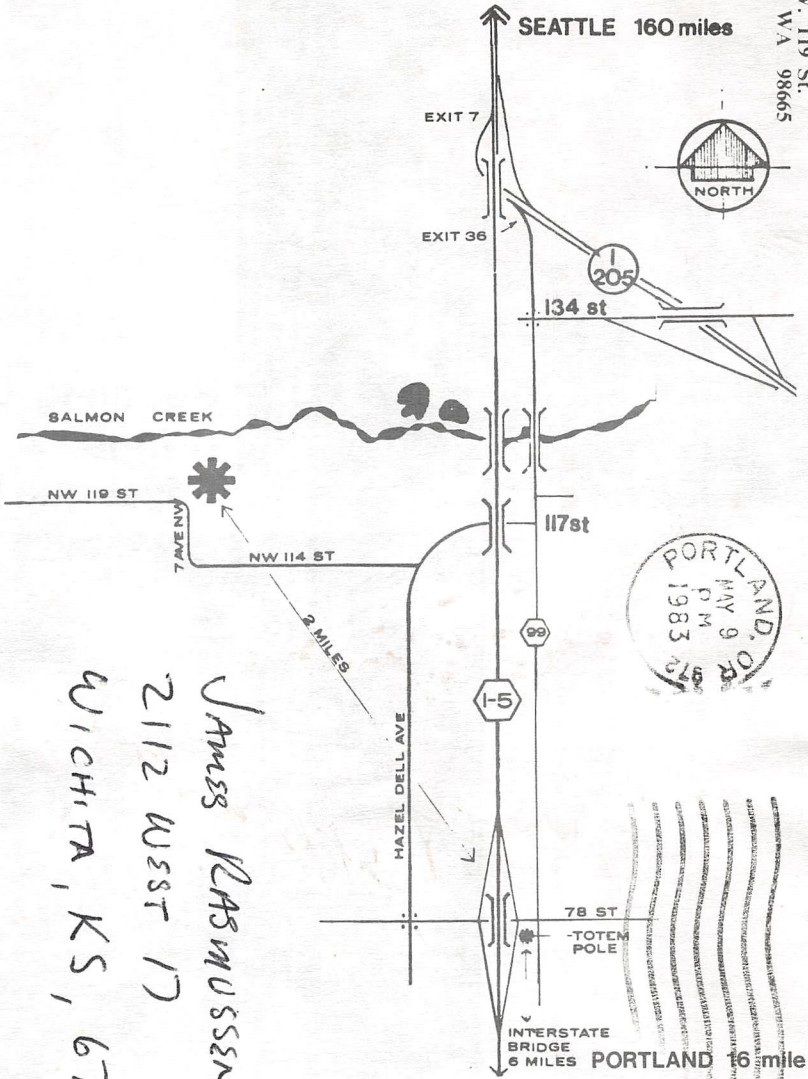 . 119 St.
WA 98665
SEATTLE 160 miles
EXIT 7
NORTH
EXIT 36
I
205
134 st
SALMON CREEK
NW 119 ST
7 AVE NW
NW 114 ST
117st
2 MILES
99
I-5
HAZEL DELL AVE
78 ST
-TOTEM
POLE
INTERSTATE
BRIDGE
6 MILES
PORTLAND 16 mile
PORTLAND, OR 972
MAY 9
PM
1983
JAMES RASMUSSEN
2112 WEST 17
WICHITA, KS, 67